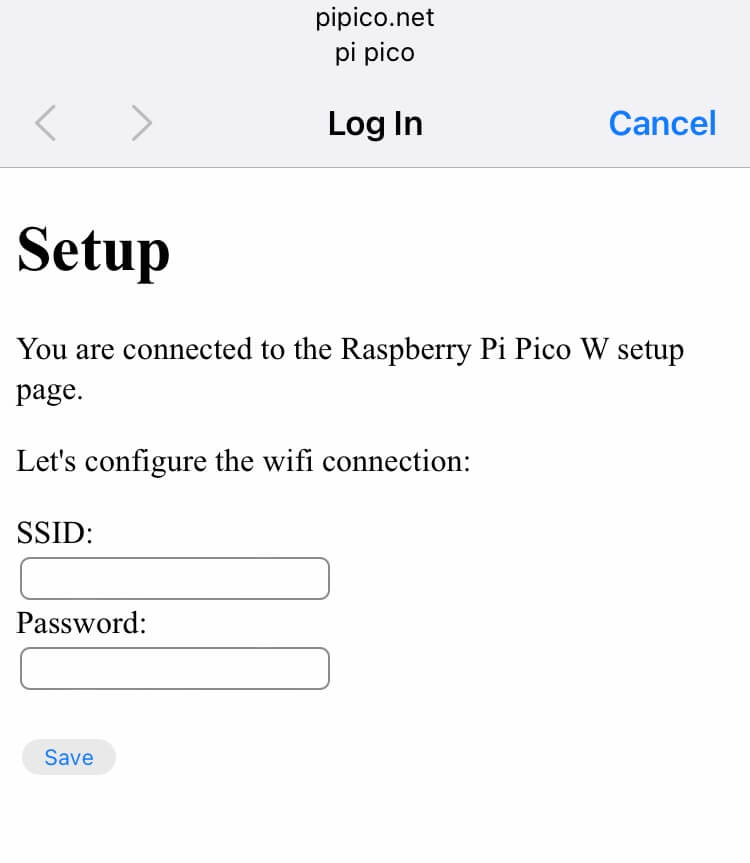 pipico.net
pi pico
Log In
Cancel
Setup
You are connected to the Raspberry Pi Pico W setup
page.
Let's configure the wifi connection:
SSID:
Password:
Save